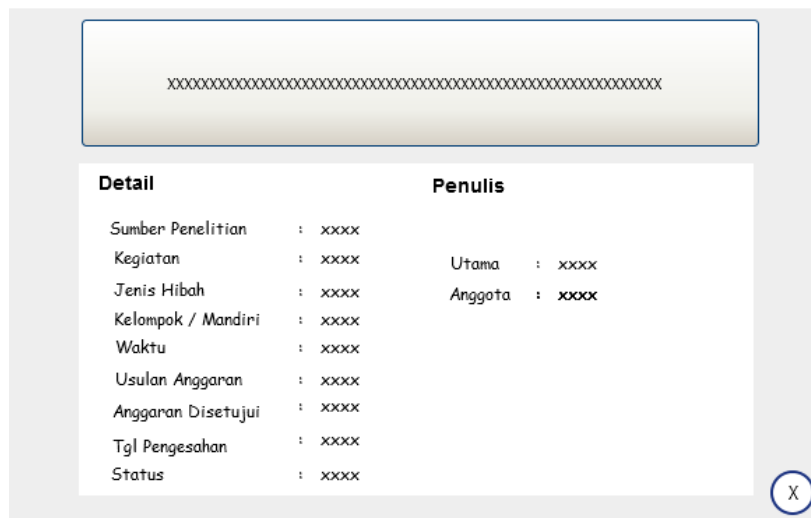 XXXXXXXXXXXXXXXXXXXXXXXXXXXXXXXXXXXXXXXXXXXXXXXXXXXXXXXXXXXX
Detail
Sumber Penelitian : xxxx
Kegiatan : xxxx
Jenis Hibah : xxxx
Kelompok / Mandiri : xxxx
Waktu : xxxx
Usulan Anggaran : xxxx
Anggaran Disetujui : xxxx
Tgl Pengesahan : xxxx
Status : xxxx
Penulis
Utama : xxxx
Anggota : xxxx
X